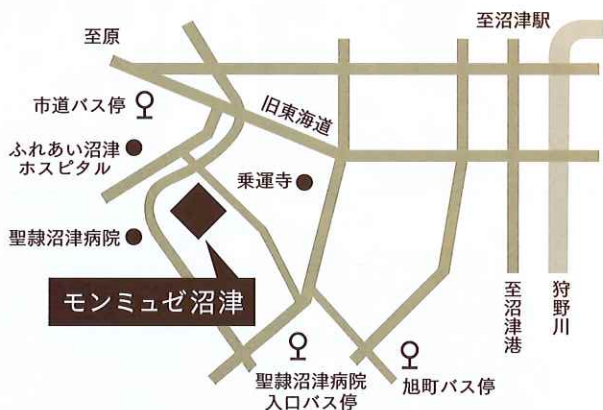 至沼津駅
至原
市道バス停
旧東海道
ふれあい沼津
ホスピタル
乗運寺
聖隷沼津病院
モンミュゼ沼津
至沼津港
狩野川
聖隷沼津病院
入口バス停
旭町バス停